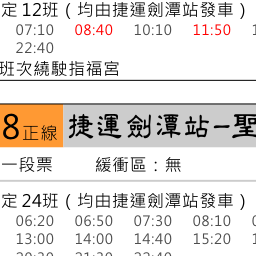 定 12班 ( 均由捷運劍潭站發車 )
07:10 08:40 10:10 11:50
22:40
班次繞駛指福宮
8正線 捷運劍潭站-聖
一段票 緩衝區：無
定 24班 ( 均由捷運劍潭站發車 )
06:20 06:50 07:30 08:10
13:00 14:00 14:40 15:20